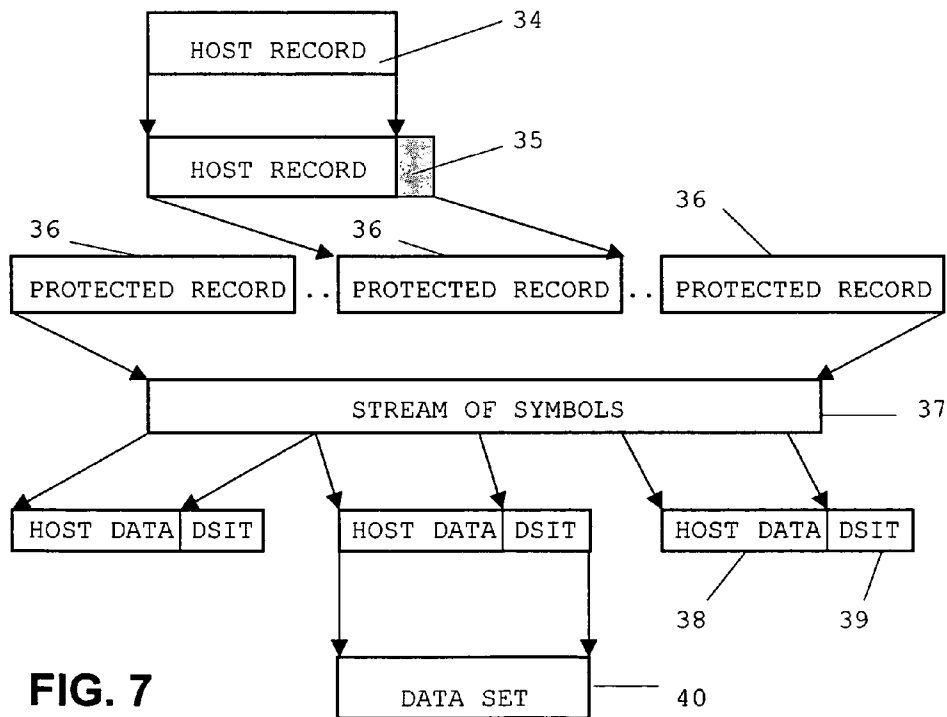 34
HOST RECORD
35
HOST RECORD
36 36 36
PROTECTED RECORD .. PROTECTED RECORD .. PROTECTED RECORD
STREAM OF SYMBOLS 37
HOST DATA DSIT HOST DATA DSIT HOST DATA DSIT
38 39
FIG. 7 DATA SET 40